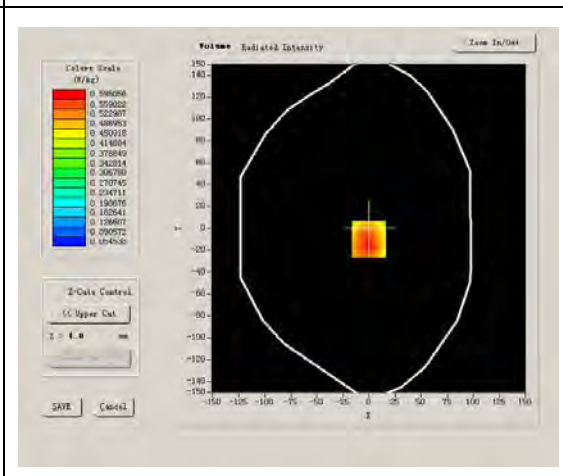 Volume Radiated Intensity
Zoom In/Out
Colors Scale
(W/kg)
0.559022
0.522987
0.486953
0.450918
0.414884
0.378849
0.342814
0.306780
0.270745
0.234711
0.198676
0.162641
0.126607
0.090572
0.054538
150
140
120
100
80
60
40
20
0
-20
-40
-60
-80
-100
-120
-140
-150
Y
-150 -125 -100 -75 -50 -25 0 25 50 75 100 125 150
X
Z-Cuts Control
<< Upper Cut
Z = 4.0 mm
SAVE
Cancel